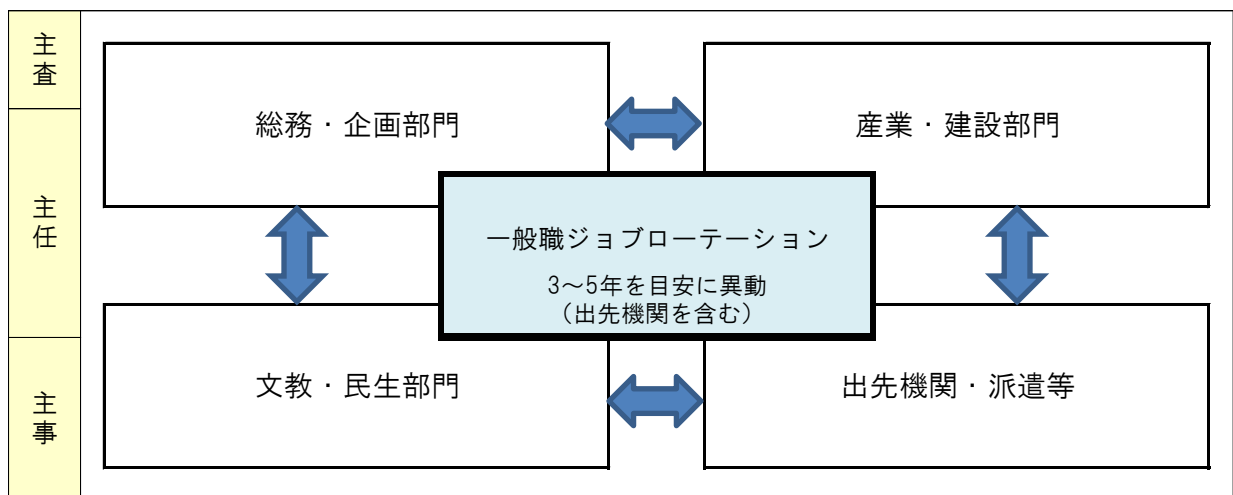 主査
主任
主事
総務・企画部門
産業・建設部門
一般職ジョブローテーション
3~5年を目安に異動
(出先機関を含む)
文教・民生部門
出先機関・派遣等